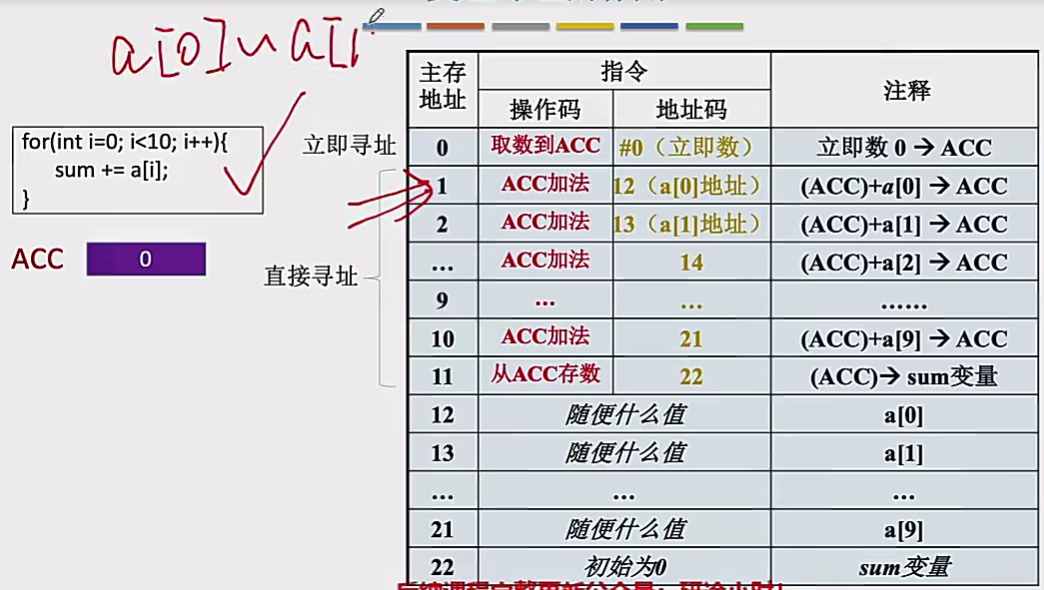 a[0]~a[
for(int i=0; i<10; i++){
sum += a[i];
}
ACC 0
立即寻址
直接寻址
主存地址 指令 注释
操作码 地址码
0 取数到ACC #0（立即数） 立即数 0 → ACC
1 ACC加法 12（a[0]地址） (ACC)+a[0] → ACC
2 ACC加法 13（a[1]地址） (ACC)+a[1] → ACC
... ACC加法 14 (ACC)+a[2] → ACC
9 ... ... ......
10 ACC加法 21 (ACC)+a[9] → ACC
11 从ACC存数 22 (ACC)→ sum变量
12 随便什么值 a[0]
13 随便什么值 a[1]
... ... ...
21 随便什么值 a[9]
22 初始为0 sum变量